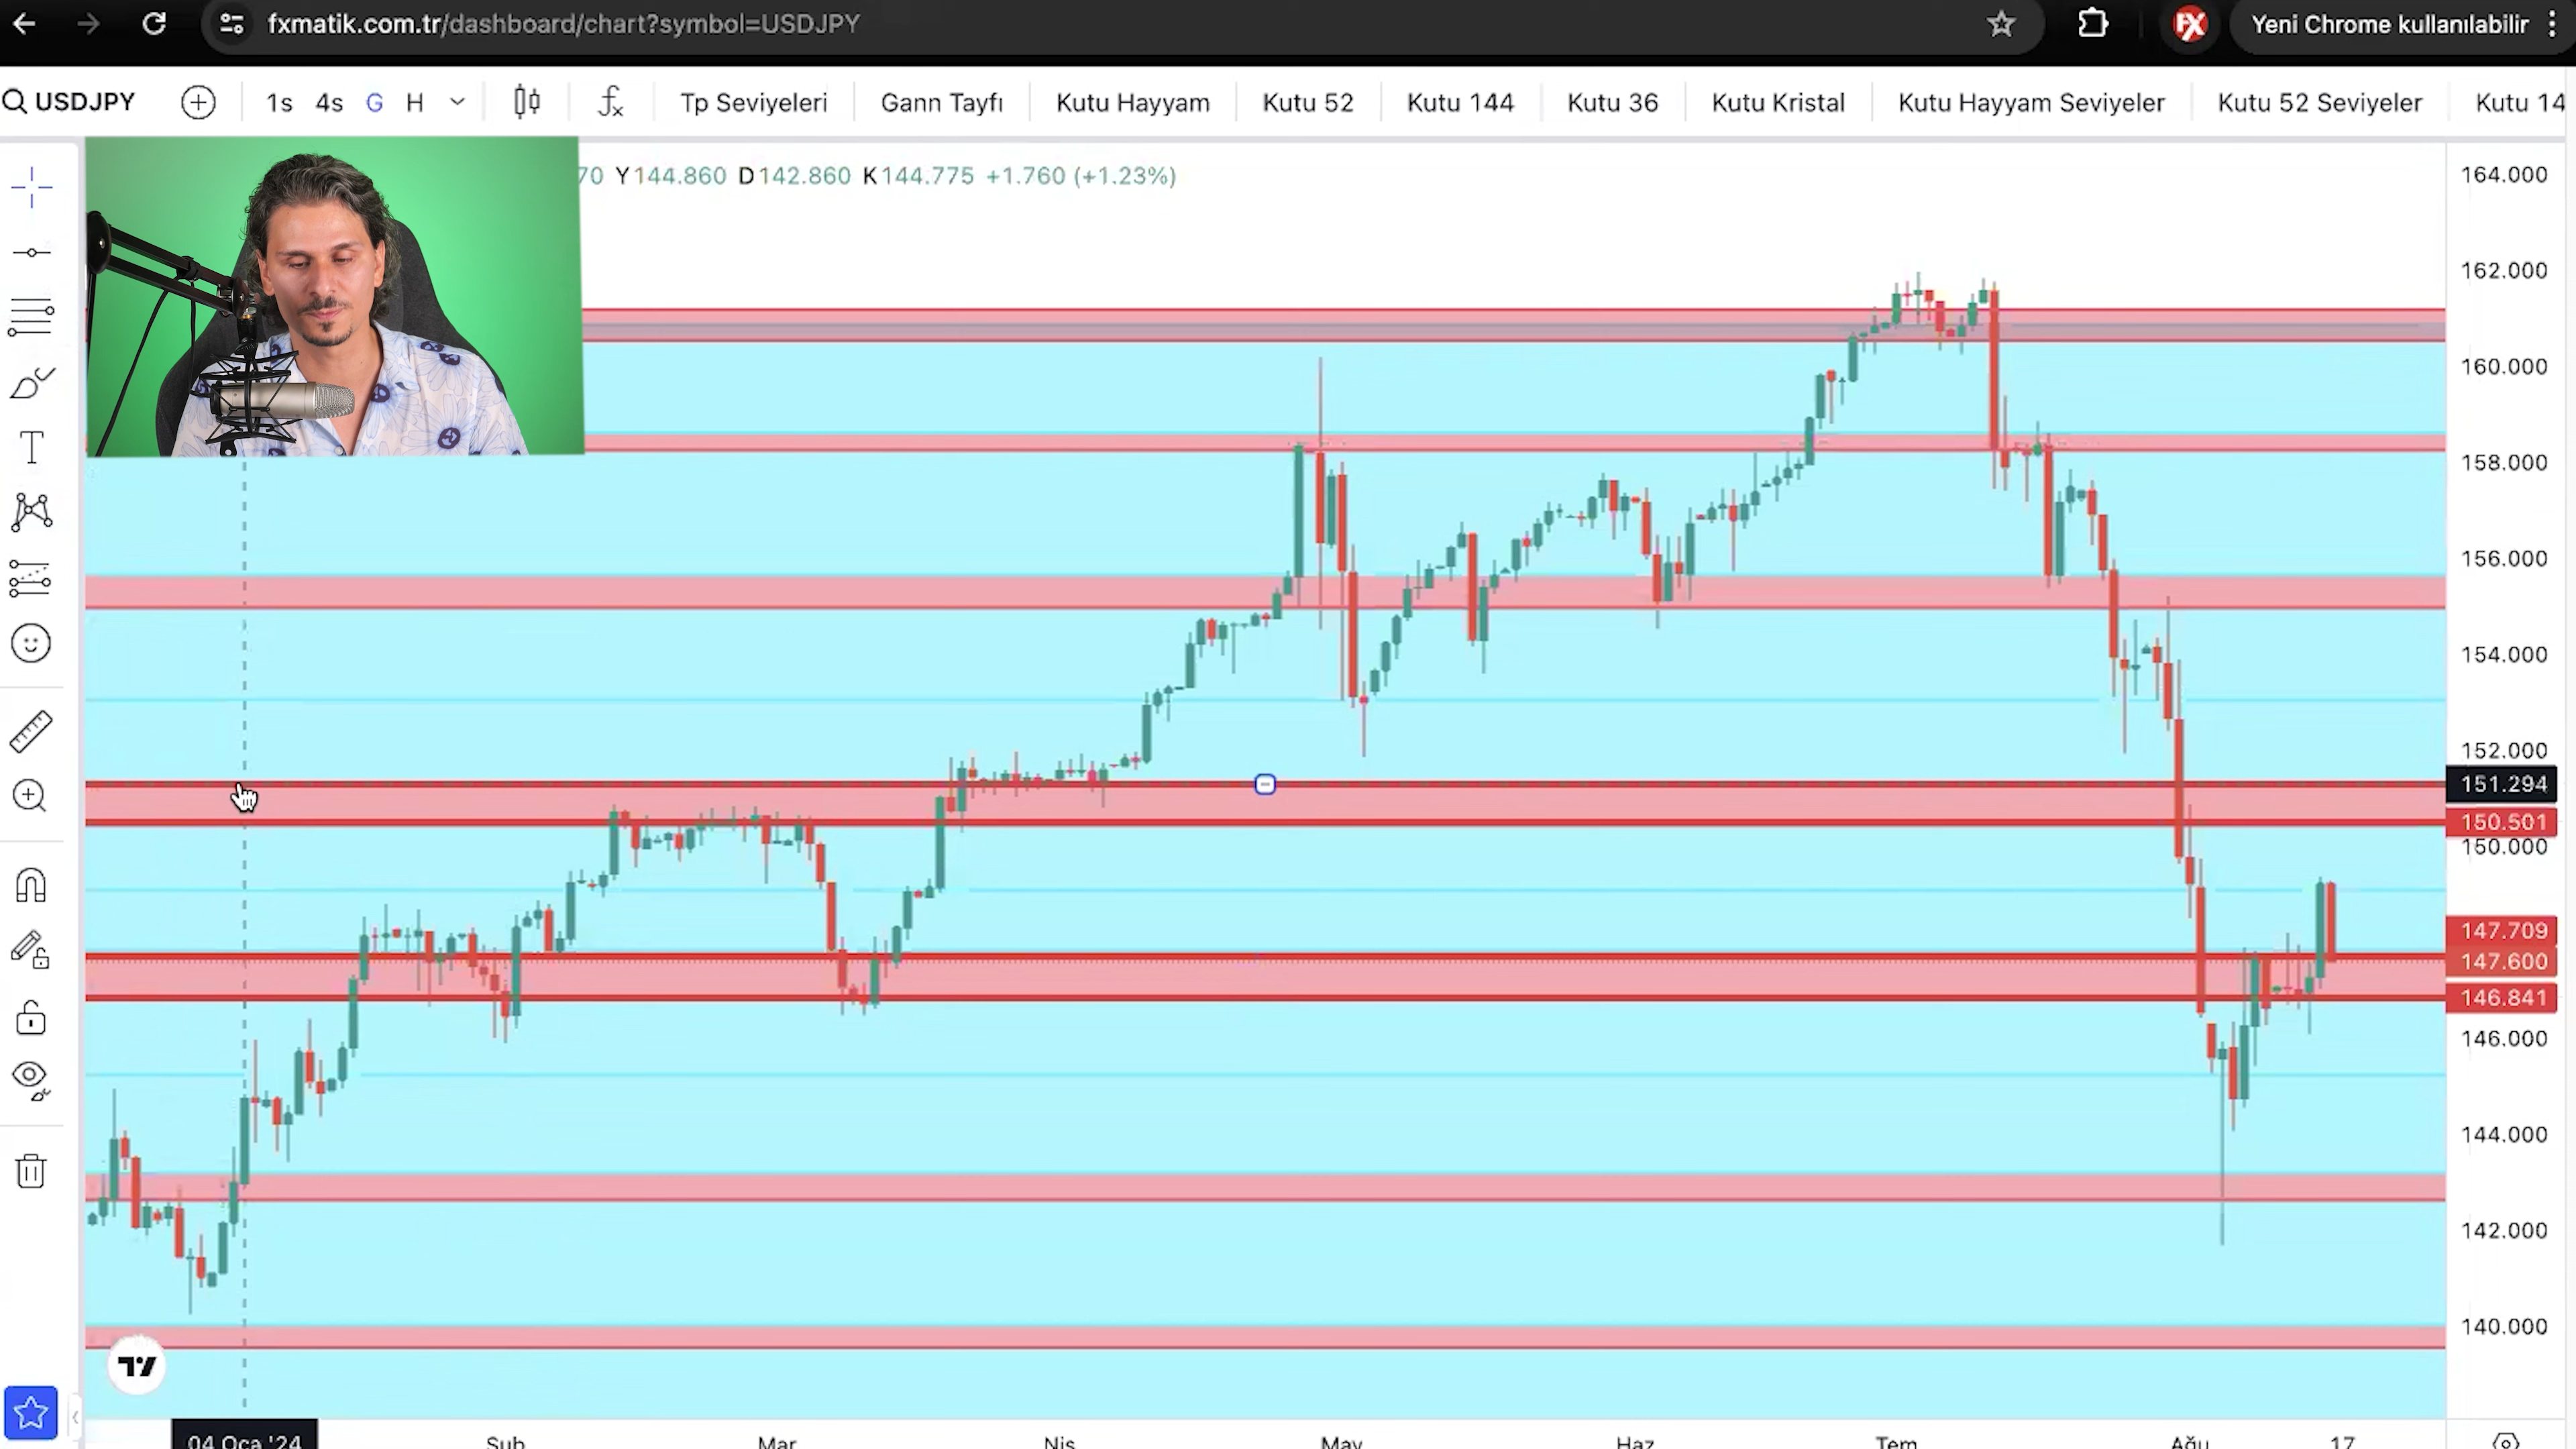 fxmatik.com.tr/dashboard/chart?symbol=USDJPY
FX
Yeni Chrome kullanılabilir
USDJPY 1s 4s G H fx Tp Seviyeleri Gann Tayfı Kutu Hayyam Kutu 52 Kutu 144 Kutu 36 Kutu Kristal Kutu Hayyam Seviyeler Kutu 52 Seviyeler Kutu 14
70 Y144.860 D142.860 K144.775 +1.760 (+1.23%)
164.000
162.000
160.000
158.000
156.000
154.000
152.000
151.294
150.501
150.000
147.709
147.600
146.841
146.000
144.000
142.000
140.000
T
04 Oca '24 Şub Mar Nis May Haz Tem Ağu 17